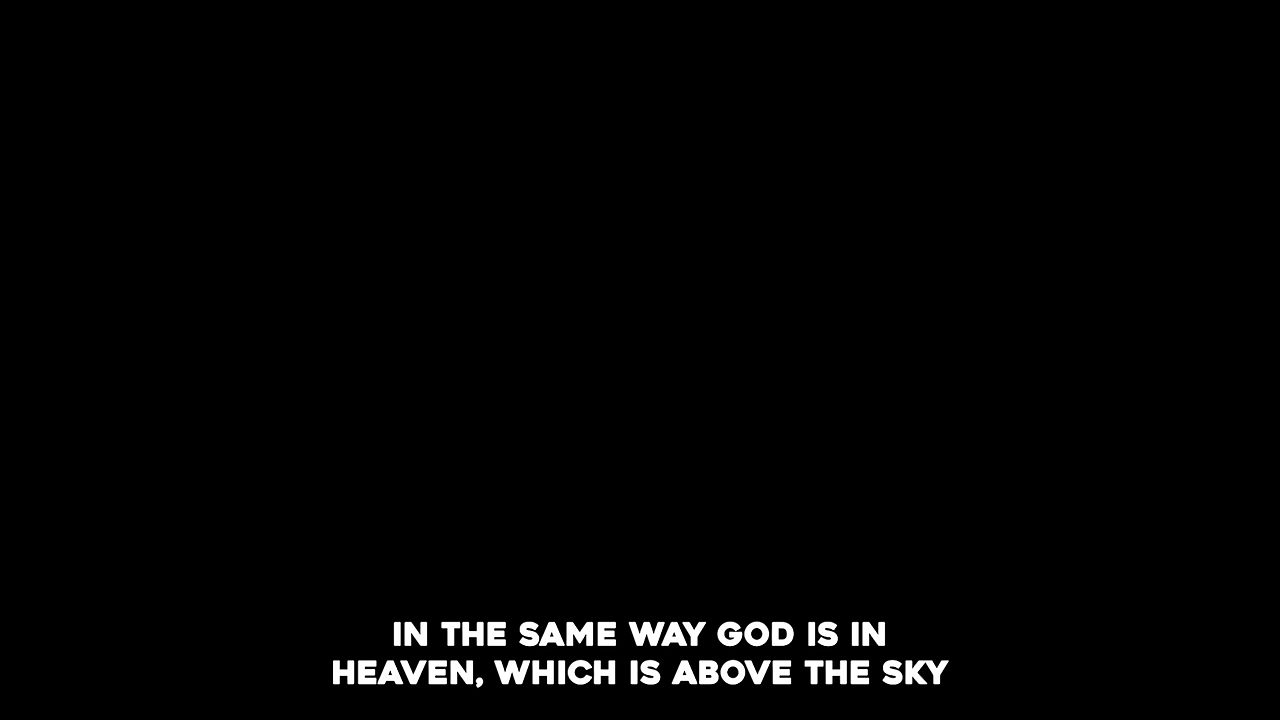 IN THE SAME WAY GOD IS IN
HEAVEN, WHICH IS ABOVE THE SKY